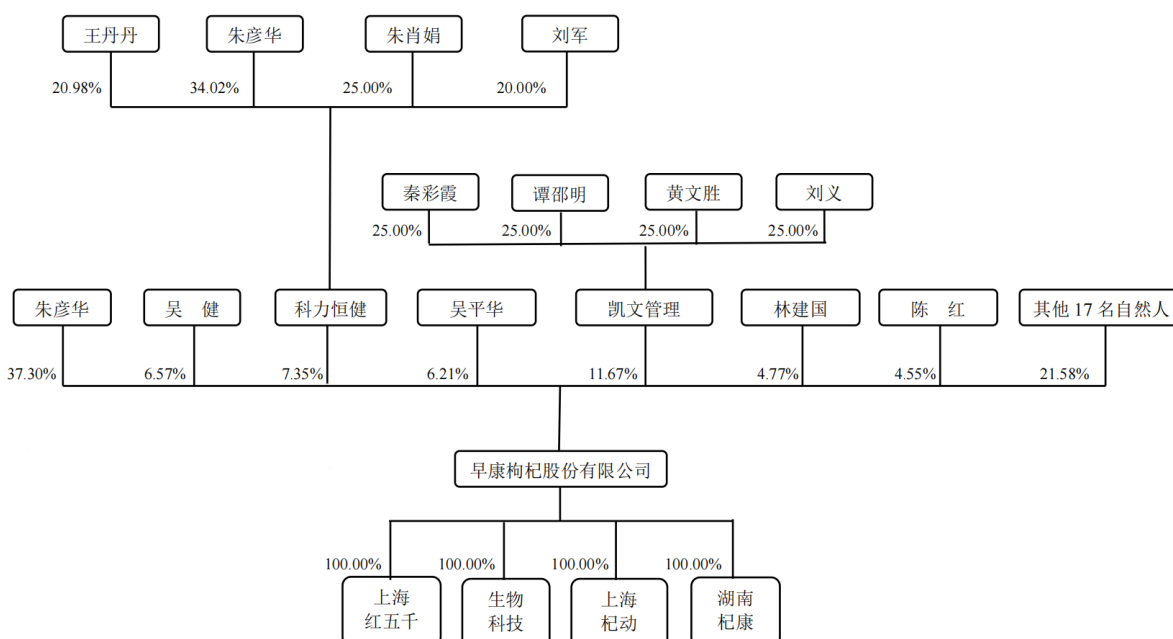 王丹丹 朱彦华 朱肖娟 刘军
20.98% 34.02% 25.00% 20.00%
秦彩霞 谭邵明 黄文胜 刘义
25.00% 25.00% 25.00% 25.00%
朱彦华 吴 健 科力恒健 吴平华 凯文管理 林建国 陈 红 其他 17 名自然人
37.30% 6.57% 7.35% 6.21% 11.67% 4.77% 4.55% 21.58%
早康枸杞股份有限公司
100.00% 100.00% 100.00% 100.00%
上海 生物 上海 湖南
红五千 科技 杞动 杞康